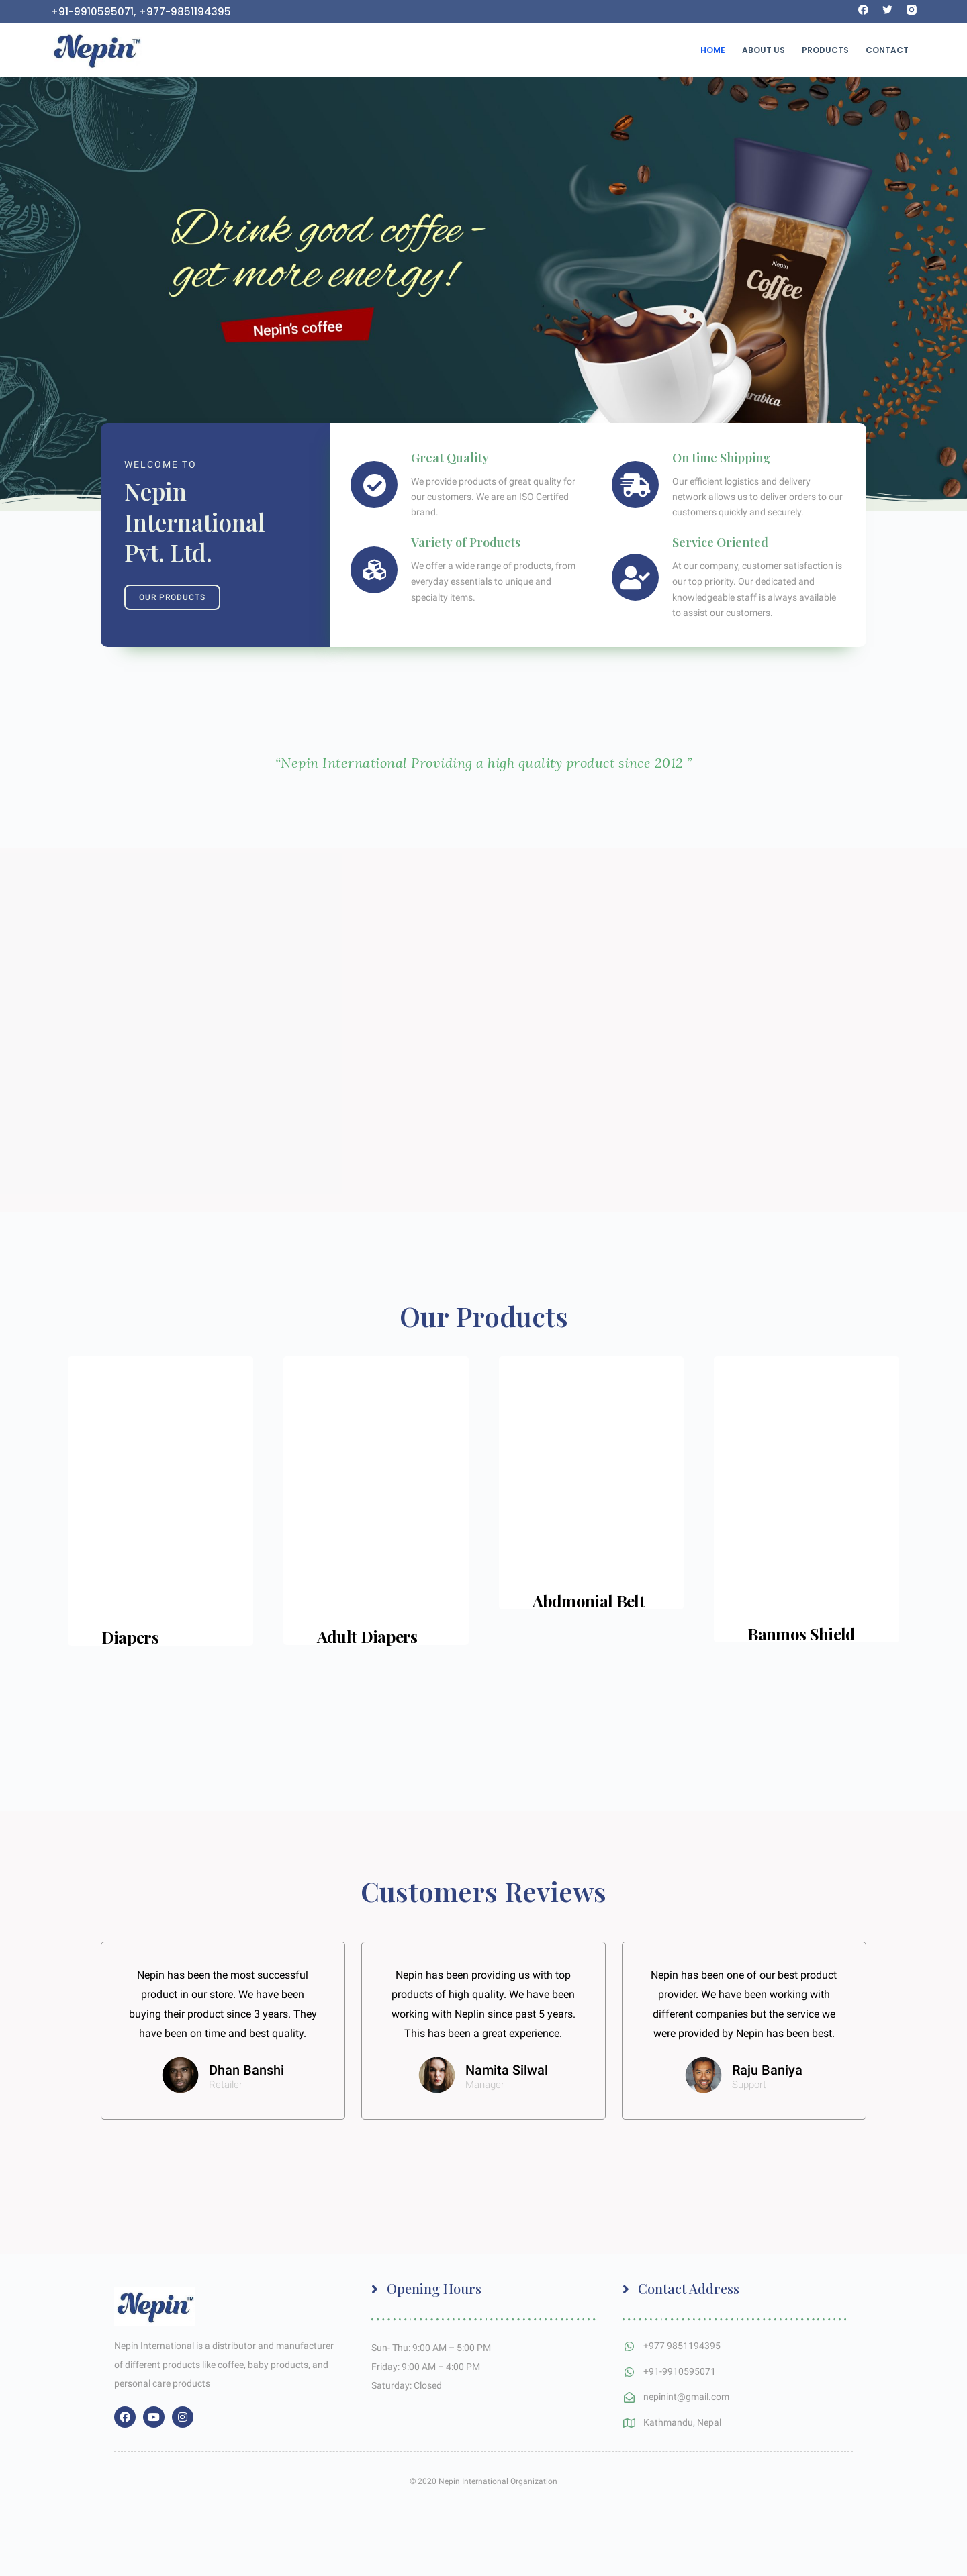 +91-9910595071, +977-9851194395
Nepin™
HOME ABOUT US PRODUCTS CONTACT
Drink good coffee -
get more energy!
Nepin's coffee
Nepin
Coffee
Arabica
WELCOME TO
Nepin
International
Pvt. Ltd.
OUR PRODUCTS
Great Quality
We provide products of great quality for
our customers. We are an ISO Certifed
brand.
Variety of Products
We offer a wide range of products, from
everyday essentials to unique and
specialty items.
On time Shipping
Our efficient logistics and delivery
network allows us to deliver orders to our
customers quickly and securely.
Service Oriented
At our company, customer satisfaction is
our top priority. Our dedicated and
knowledgeable staff is always available
to assist our customers.
“Nepin International Providing a high quality product since 2012 ”
Our Products
Diapers
Adult Diapers
Abdmonial Belt
Banmos Shield
Customers Reviews
Nepin has been the most successful
product in our store. We have been
buying their product since 3 years. They
have been on time and best quality.
Dhan Banshi
Retailer
Nepin has been providing us with top
products of high quality. We have been
working with Neplin since past 5 years.
This has been a great experience.
Namita Silwal
Manager
Nepin has been one of our best product
provider. We have been working with
different companies but the service we
were provided by Nepin has been best.
Raju Baniya
Support
Nepin™
Nepin International is a distributor and manufacturer
of different products like coffee, baby products, and
personal care products
Opening Hours
Sun- Thu: 9:00 AM – 5:00 PM
Friday: 9:00 AM – 4:00 PM
Saturday: Closed
Contact Address
+977 9851194395
+91-9910595071
nepinint@gmail.com
Kathmandu, Nepal
© 2020 Nepin International Organization